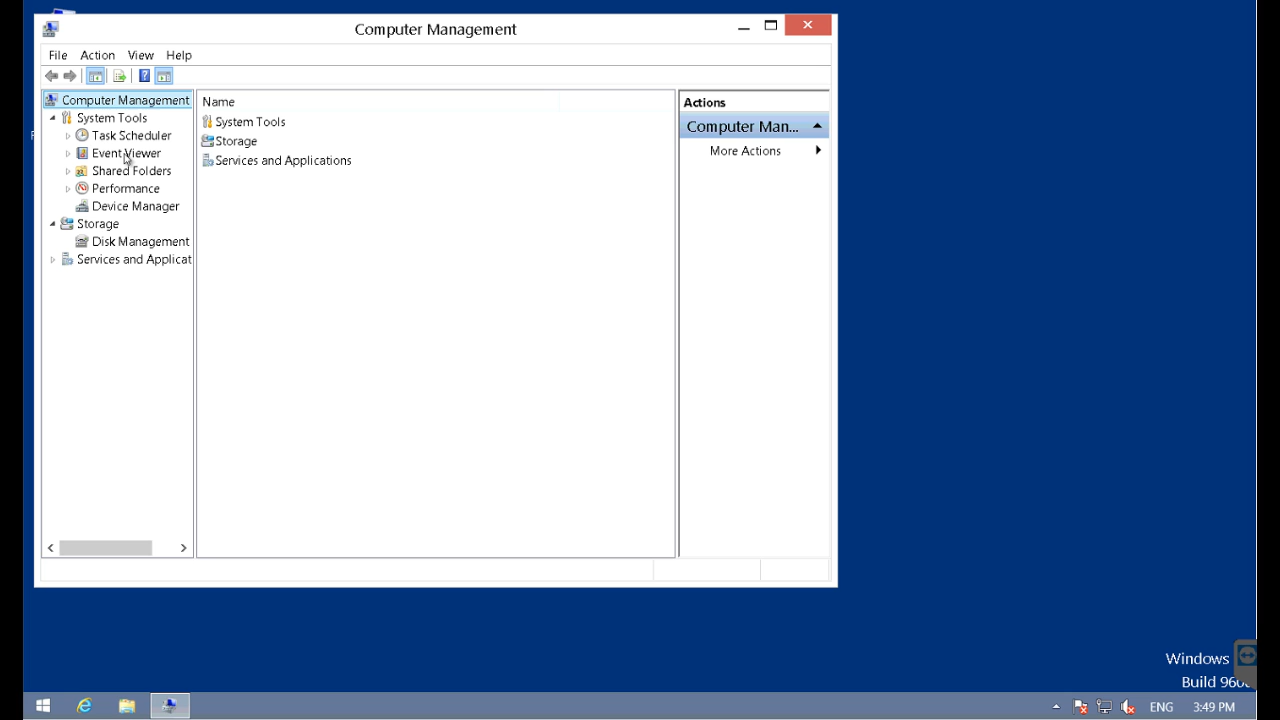 Computer Management
File Action View Help
Computer Management
System Tools
Task Scheduler
Event Viewer
Shared Folders
Performance
Device Manager
Storage
Disk Management
Services and Applicat
Name
System Tools
Storage
Services and Applications
Actions
Computer Man...
More Actions
Windows
Build 960
ENG 3:49 PM